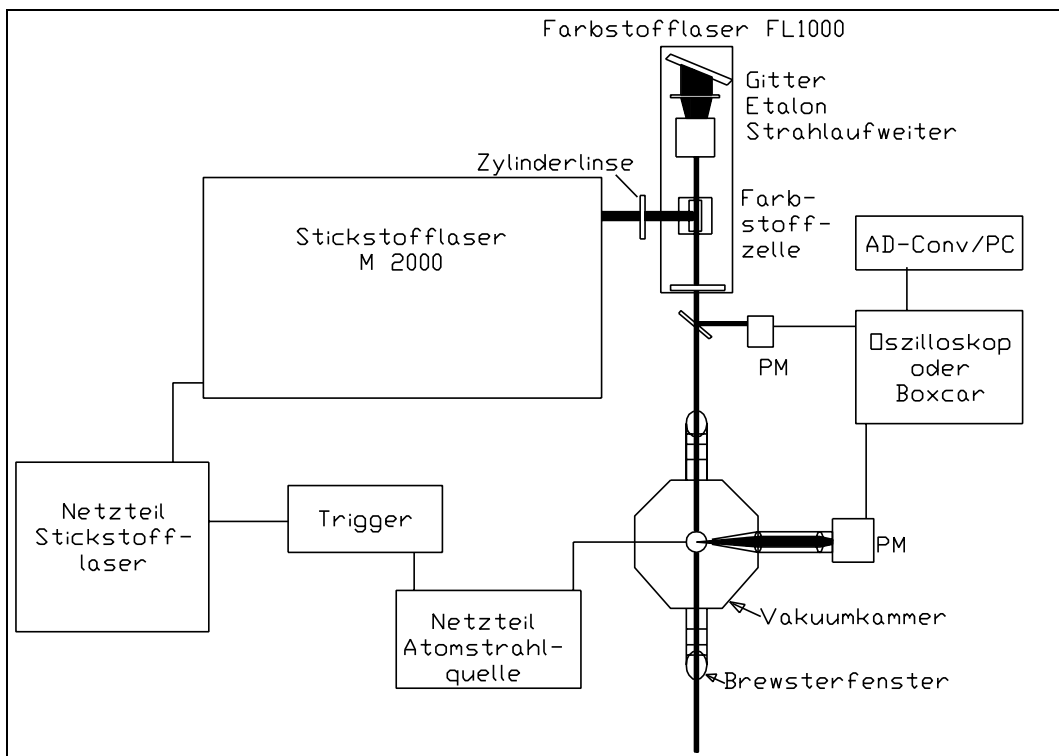 Farbstofflaser FL1000
Gitter
Etalon
Strahlaufweiter
Zylinderlinse
Farb-
stoff-
zelle
Stickstofflaser
M 2000
AD-Conv/PC
PM
Oszilloskop
oder
Boxcar
Netzteil
Stickstoff-
laser
Trigger
PM
Netzteil
Atomstrahl-
quelle
Vakuumkammer
Brewsterfenster